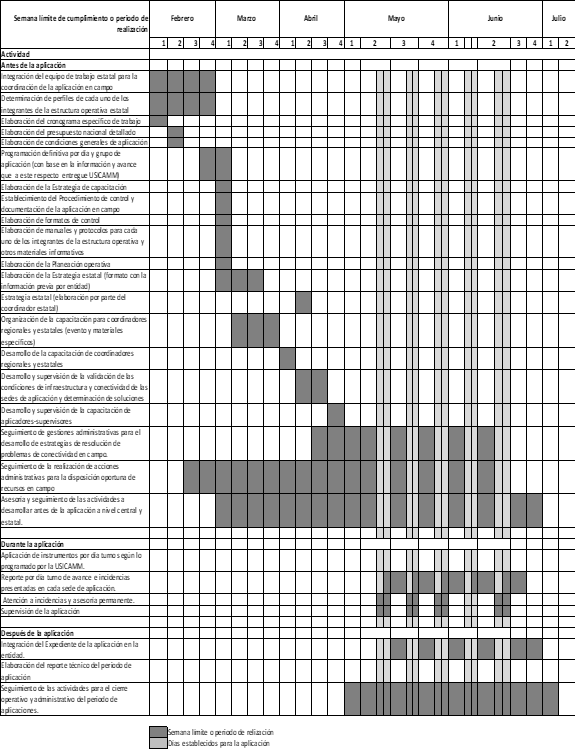 Semana límite de cumplimiento o periodo de realización Febrero Marzo Abril Mayo Junio Julio
1 2 3 4 1 2 3 4 1 2 3 4 1 2 3 4 1 2 3 4 1 2
Actividad
Antes de la aplicación
Integración del equipo de trabajo estatal para la
coordinación de la aplicación en campo
Determinación de perfiles de cada uno de los
integrantes de la estructura operativa estatal
Elaboración del cronograma específico de trabajo
Elaboración del presupuesto nacional detallado
Elaboración de condiciones generales de aplicación
Programación definitiva por día y grupo de
aplicación (con base en la información y avance
que a este respecto entregue USICAMM)
Elaboración de la Estrategia de capacitación
Establecimiento del Procedimiento de control y
documentación de la aplicación en campo
Elaboración de formatos de control
Elaboración de manuales y protocolos para cada
uno de los integrantes de la estructura operativa y
otros materiales informativos
Elaboración de la Planeación operativa
Elaboración de la Estrategia estatal (formato con la
información previa por entidad)
Estrategia estatal (elaboración por parte del
coordinador estatal)
Organización de la capacitación para coordinadores
regionales y estatales (evento y materiales
específicos)
Desarrollo de la capacitación de coordinadores
regionales y estatales
Desarrollo y supervisión de la validación de las
condiciones de infraestructura y conectividad de las
sedes de aplicación y determinación de soluciones
Desarrollo y supervisión de la capacitación de
aplicadores-supervisores
Seguimiento de gestiones administrativas para el
desarrollo de estrategias de resolución de
problemas de conectividad en campo.
Seguimiento de la realización de acciones
administrativas para la disposición oportuna de
recursos en campo
Asesoría y seguimiento de las actividades a
desarrollar antes de la aplicación a nivel central y
estatal.
Durante la aplicación
Aplicación de instrumentos por día turno según lo
programado por la USICAMM.
Reporte por día turno de avance e incidencias
presentadas en cada sede de aplicación.
Atención a incidencias y asesoría permanente.
Supervisión de la aplicación
Después de la aplicación
Integración del Expediente de la aplicación en la
entidad.
Elaboración del reporte técnico del periodo de
aplicación
Seguimiento de las actividades para el cierre
operativo y administrativo del periodo de
aplicaciones.
Semana límite o periodo de relización
Días establecidos para la aplicación